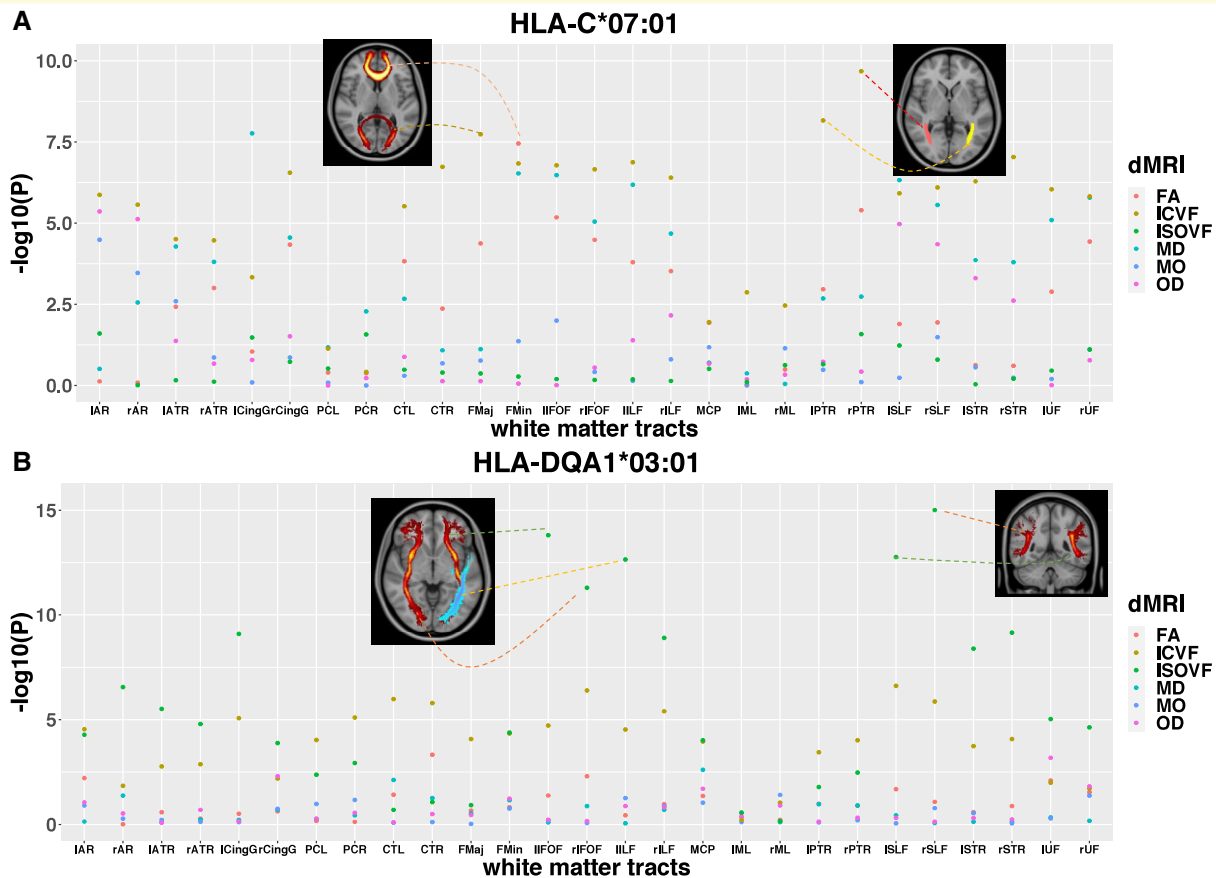 A
HLA-C*07:01
10.0
7.5
5.0
2.5
0.0
-log10(P)
lAR rAR lATR rATR lCingG rCingG PCL PCR CTL CTR FMaj FMin lIFOF rIFOF lILF rILF MCP lML rML lPTR rPTR lSLF rSLF lSTR rSTR lUF rUF
white matter tracts
dMRI
FA
ICVF
ISOVF
MD
MO
OD
B
HLA-DQA1*03:01
15
10
5
0
-log10(P)
lAR rAR lATR rATR lCingG rCingG PCL PCR CTL CTR FMaj FMin lIFOF rIFOF lILF rILF MCP lML rML lPTR rPTR lSLF rSLF lSTR rSTR lUF rUF
white matter tracts
dMRI
FA
ICVF
ISOVF
MD
MO
OD